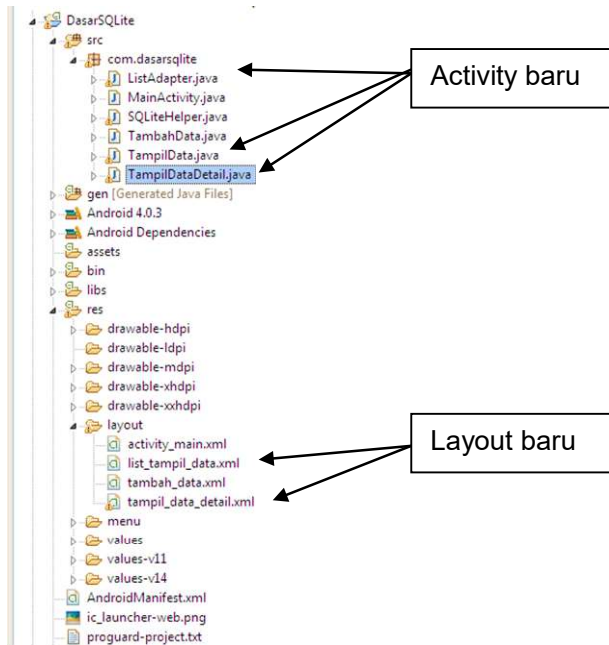 DasarSQLite
src
com.dasarsqlite
ListAdapter.java
MainActivity.java
SQLiteHelper.java
TambahData.java
TampilData.java
TampilDataDetail.java
gen [Generated Java Files]
Android 4.0.3
Android Dependencies
assets
bin
libs
res
drawable-hdpi
drawable-ldpi
drawable-mdpi
drawable-xhdpi
drawable-xxhdpi
layout
activity_main.xml
list_tampil_data.xml
tambah_data.xml
tampil_data_detail.xml
menu
values
values-v11
values-v14
AndroidManifest.xml
ic_launcher-web.png
proguard-project.txt
Activity baru
Layout baru